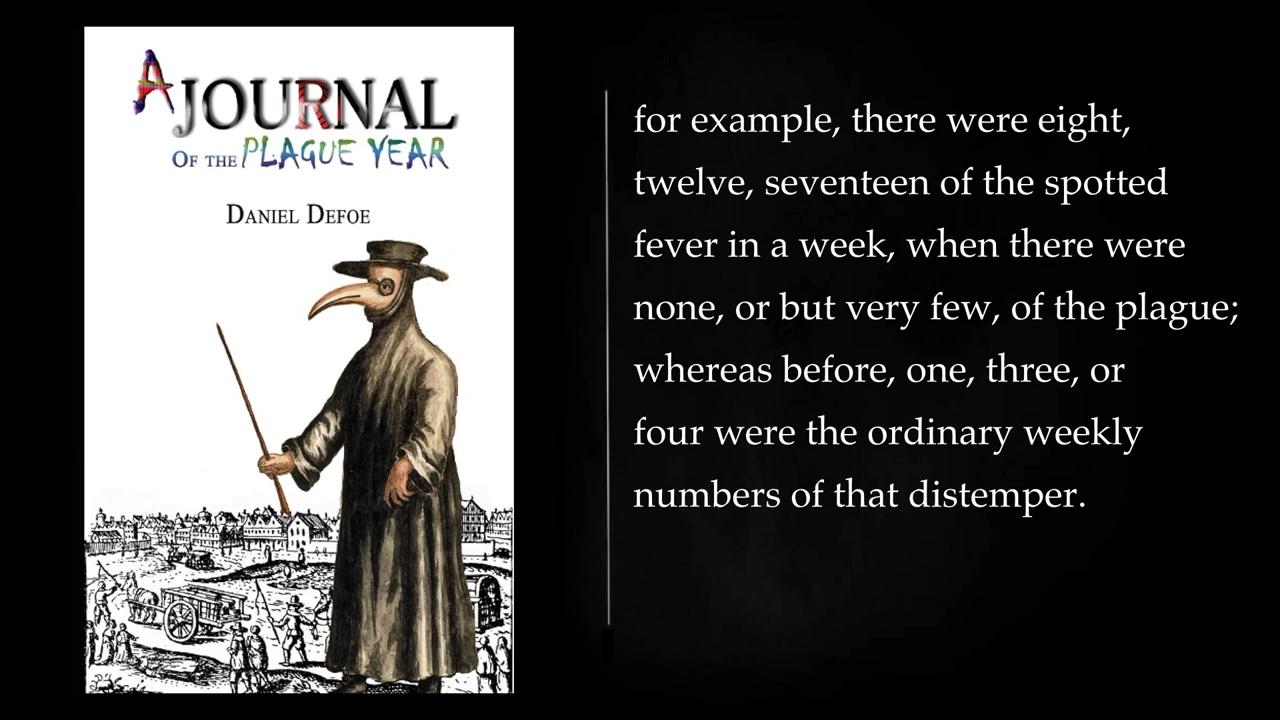 A JOURNAL
OF THE PLAGUE YEAR
DANIEL DEFOE
for example, there were eight,
twelve, seventeen of the spotted
fever in a week, when there were
none, or but very few, of the plague;
whereas before, one, three, or
four were the ordinary weekly
numbers of that distemper.